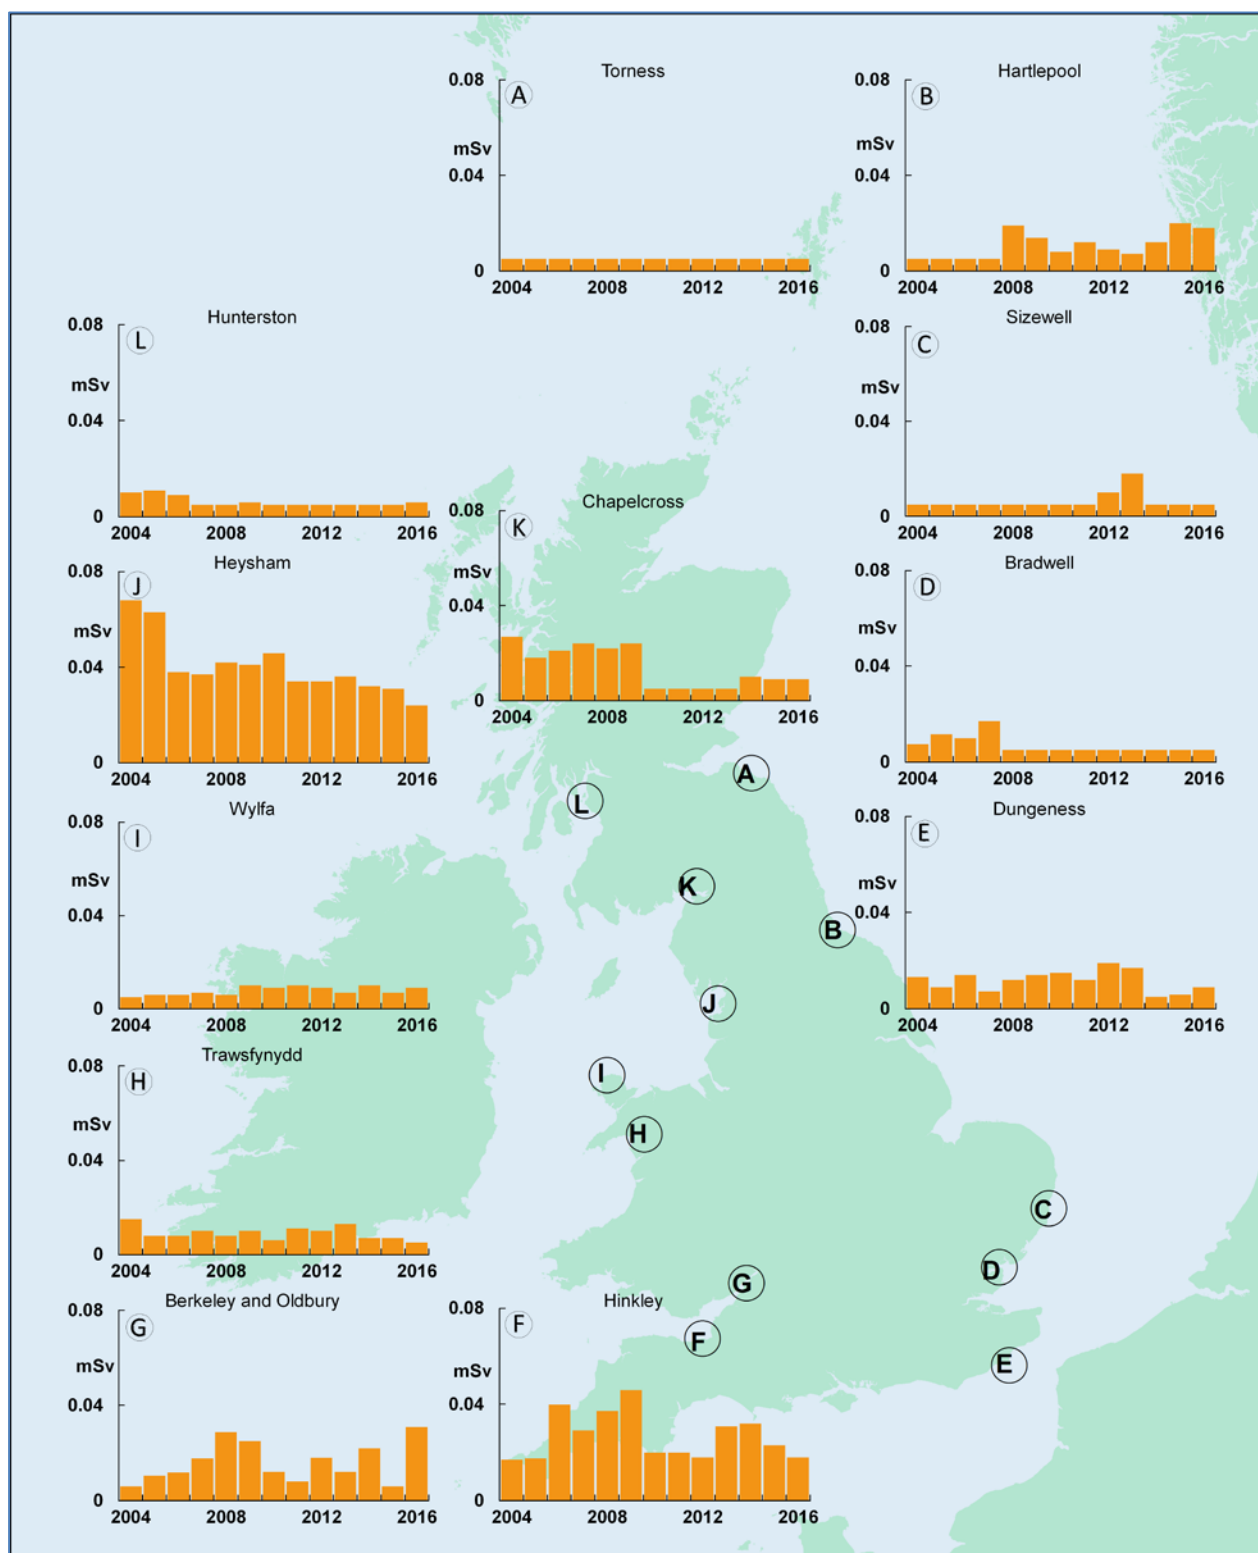 Torness
A
0.08
mSv
0.04
0
2004 2008 2012 2016
Hartlepool
B
0.08
mSv
0.04
0
2004 2008 2012 2016
Hunterston
L
0.08
mSv
0.04
0
2004 2008 2012 2016
Sizewell
C
0.08
mSv
0.04
0
2004 2008 2012 2016
Chapelcross
K
0.08
mSv
0.04
0
2004 2008 2012 2016
Heysham
J
0.08
mSv
0.04
0
2004 2008 2012 2016
Bradwell
D
0.08
mSv
0.04
0
2004 2008 2012 2016
Wylfa
I
0.08
mSv
0.04
0
2004 2008 2012 2016
Dungeness
E
0.08
mSv
0.04
0
2004 2008 2012 2016
Trawsfynydd
H
0.08
mSv
0.04
0
2004 2008 2012 2016
Berkeley and Oldbury
G
0.08
mSv
0.04
0
2004 2008 2012 2016
Hinkley
F
0.08
mSv
0.04
0
2004 2008 2012 2016
A
L
K
B
J
I
H
C
D
G
F
E